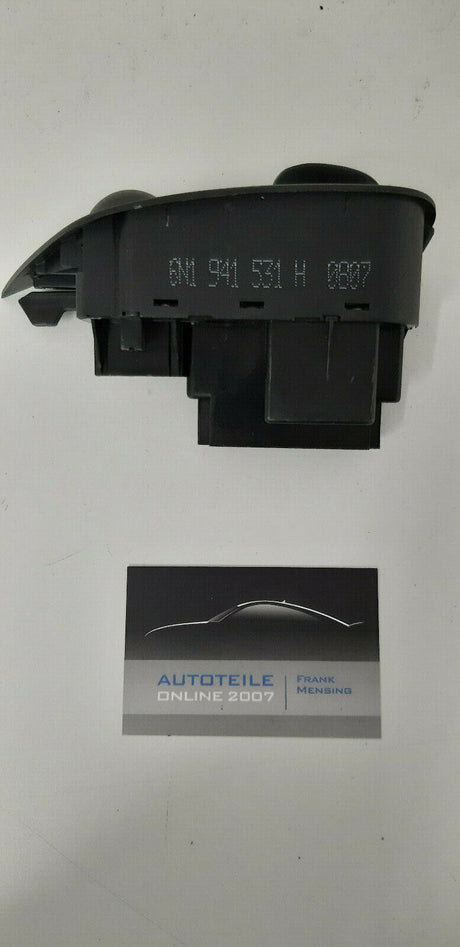 6N1 941 531 H 0807
AUTOTEILE
ONLINE 2007
FRANK
MENSING